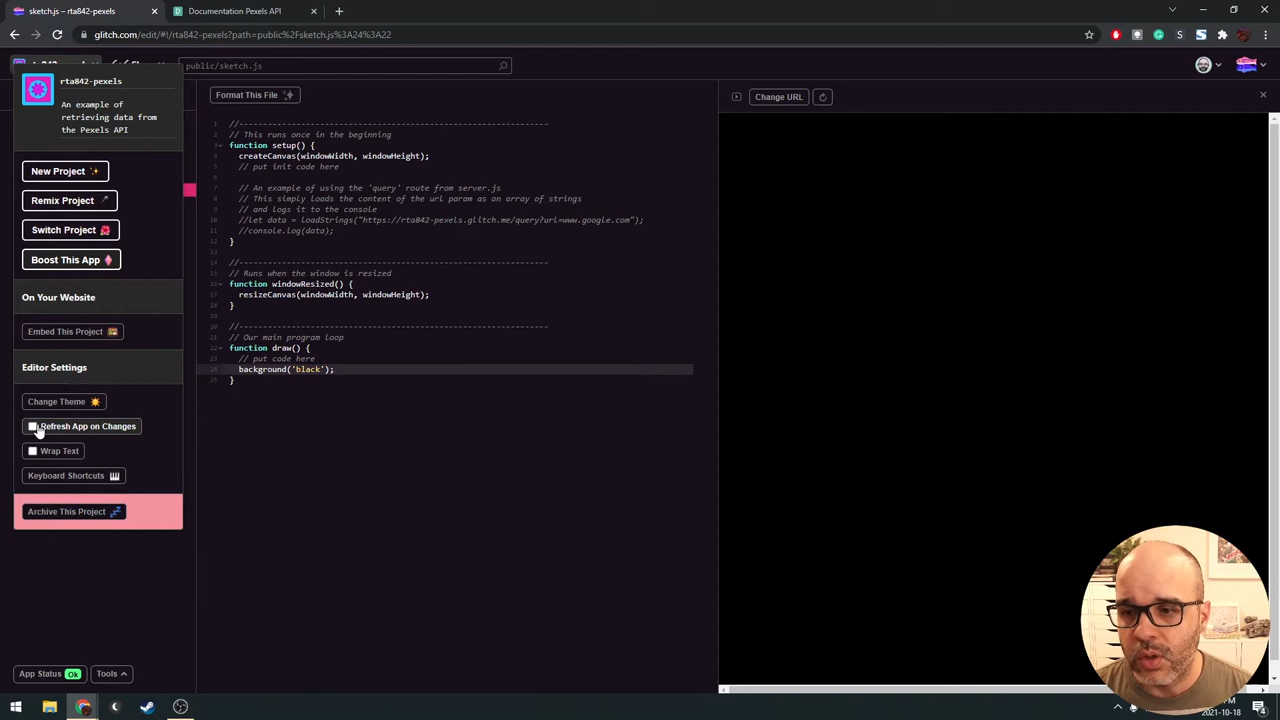 sketch.js – rta842-pexels
Documentation Pexels API
glitch.com/edit/#!/rta842-pexels?path=public%2Fsketch.js%3A24%3A22
public/sketch.js
rta842-pexels
An example of
retrieving data from
the Pexels API
New Project
Remix Project
Switch Project
Boost This App
On Your Website
Embed This Project
Editor Settings
Change Theme
Refresh App on Changes
Wrap Text
Keyboard Shortcuts
Archive This Project
App Status Ok
Tools
Format This File
Change URL
1 //----------------------------------------------------------------
2 // This runs once in the beginning
3 function setup() {
4 createCanvas(windowWidth, windowHeight);
5 // put init code here
6
7 // An example of using the 'query' route from server.js
8 // This simply loads the content of the url param as an array of strings
9 // and logs it to the console
10 //let data = loadStrings("https://rta842-pexels.glitch.me/query?url=www.google.com");
11 //console.log(data);
12 }
13
14 //----------------------------------------------------------------
15 // Runs when the window is resized
16 function windowResized() {
17 resizeCanvas(windowWidth, windowHeight);
18 }
19
20 //----------------------------------------------------------------
21 // Our main program loop
22 function draw() {
23 // put code here
24 background('black');
25 }
2021-10-18
4